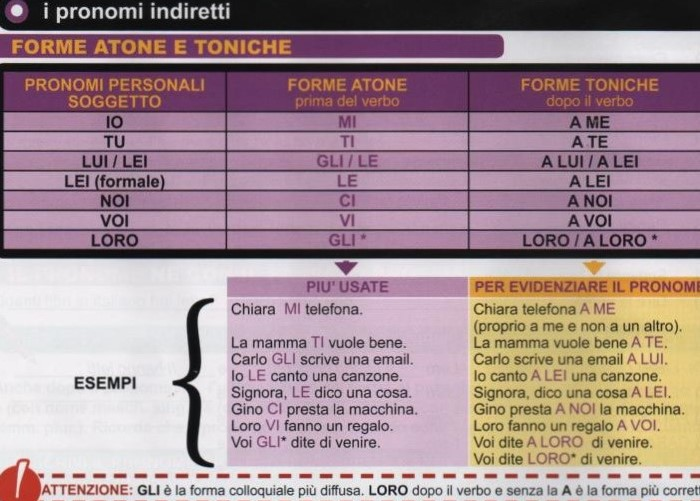 i pronomi indiretti
FORME ATONE E TONICHE
PRONOMI PERSONALI SOGGETTO
FORME ATONE prima del verbo
FORME TONICHE dopo il verbo
IO MI A ME
TU TI A TE
LUI / LEI GLI / LE A LUI / A LEI
LEI (formale) LE A LEI
NOI CI A NOI
VOI VI A VOI
LORO GLI * LORO / A LORO *
ESEMPI
PIU' USATE
Chiara MI telefona.
La mamma TI vuole bene.
Carlo GLI scrive una email.
Io LE canto una canzone.
Signora, LE dico una cosa.
Gino CI presta la macchina.
Loro VI fanno un regalo.
Voi GLI* dite di venire.
PER EVIDENZIARE IL PRONOME
Chiara telefona A ME
(proprio a me e non a un altro).
La mamma vuole bene A TE.
Carlo scrive una email A LUI.
Io canto A LEI una canzone.
Signora, dico una cosa A LEI.
Gino presta A NOI la macchina.
Loro fanno un regalo A VOI.
Voi dite A LORO di venire.
Voi dite LORO* di venire.
! ATTENZIONE: GLI è la forma colloquiale più diffusa. LORO dopo il verbo e senza la A è la forma più corre